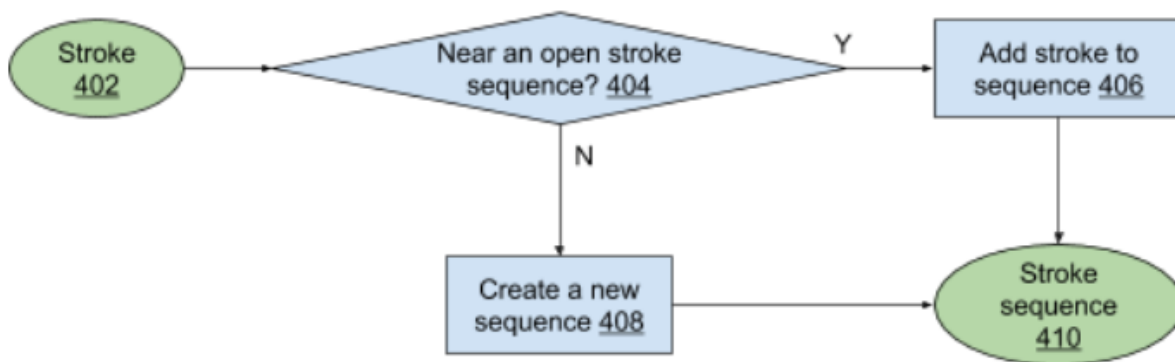 Stroke
402
Near an open stroke
sequence? 404
Y
Add stroke to
sequence 406
N
Create a new
sequence 408
Stroke
sequence
410